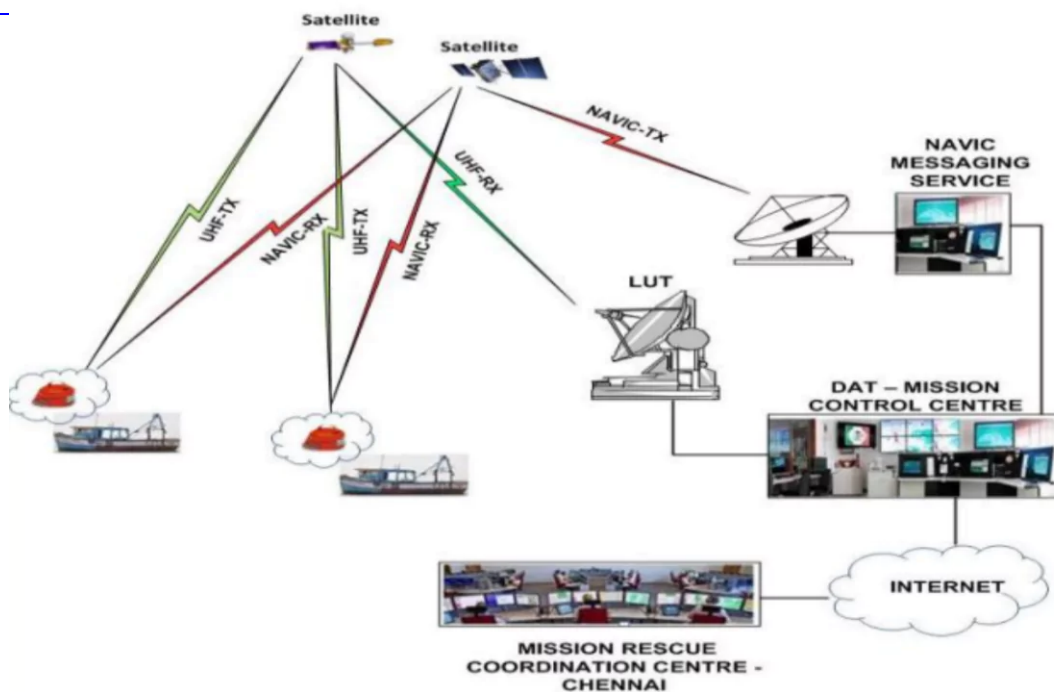 Satellite
Satellite
NAVIC-TX
UHF-RX
UHF-TX
NAVIC-RX
UHF-TX
NAVIC-RX
NAVIC
MESSAGING
SERVICE
LUT
DAT – MISSION
CONTROL CENTRE
INTERNET
MISSION RESCUE
COORDINATION CENTRE -
CHENNAI